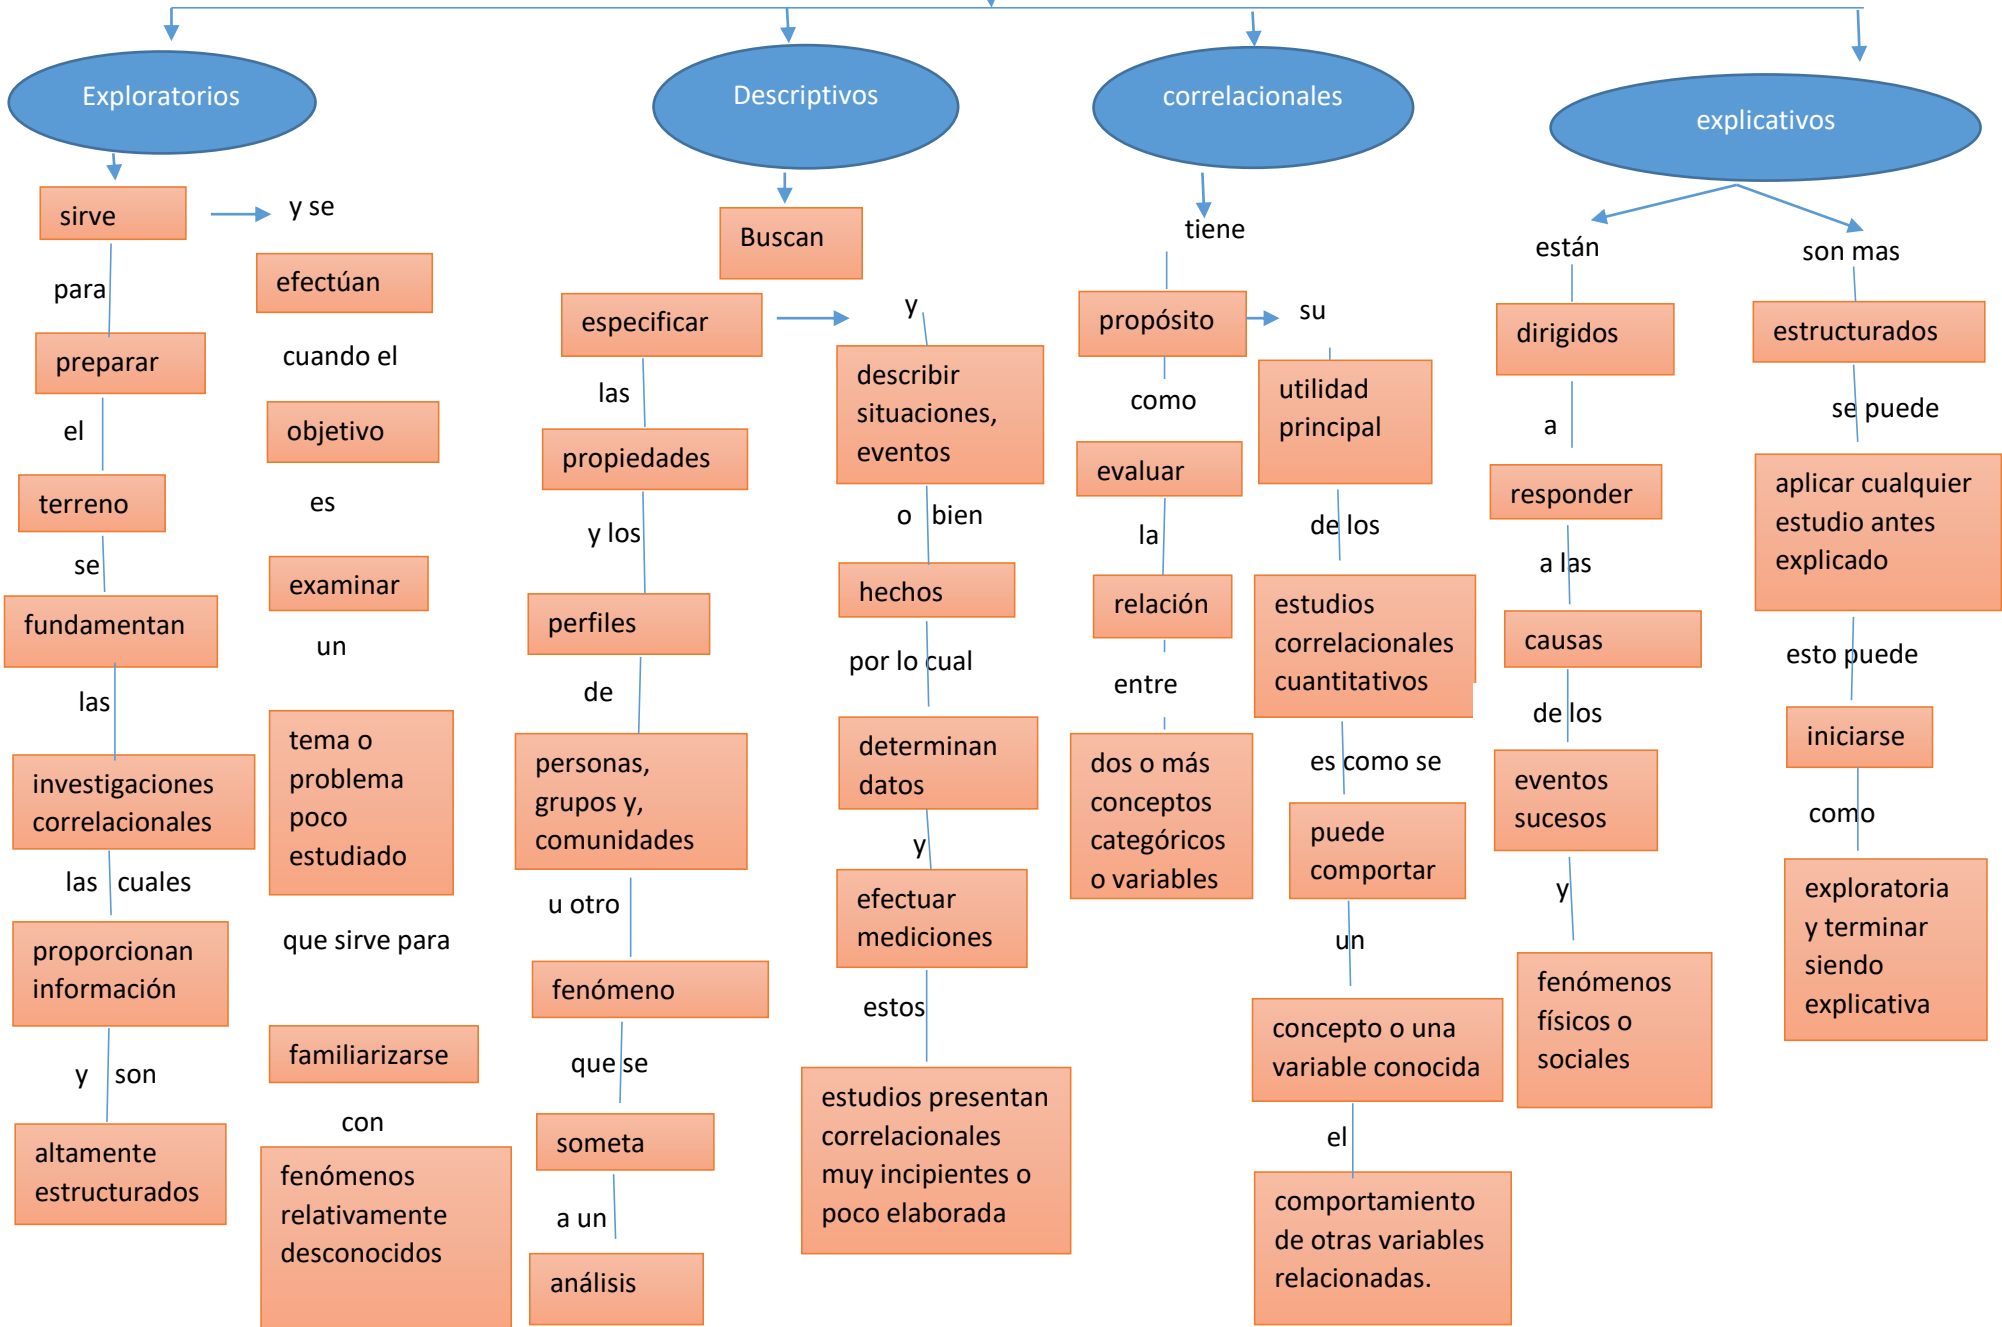 Exploratorios
sirve
y se
para
efectúan
preparar
cuando el
el
objetivo
terreno
es
se
examinar
fundamentan
un
las
investigaciones
correlacionales
tema o
problema
poco
estudiado
las cuales
proporcionan
información
que sirve para
y son
familiarizarse
altamente
estructurados
con
fenómenos
relativamente
desconocidos
Descriptivos
Buscan
especificar
y
las
describir
situaciones,
eventos
propiedades
o bien
y los
hechos
perfiles
por lo cual
de
determinan
datos
personas,
grupos y,
comunidades
y
u otro
efectuar
mediciones
fenómeno
estos
que se
estudios presentan
correlacionales
muy incipientes o
poco elaborada
someta
a un
análisis
correlacionales
tiene
propósito
su
como
utilidad
principal
evaluar
de los
la
estudios
correlacionales
cuantitativos
relación
entre
es como se
dos o más
conceptos
categóricos
o variables
puede
comportar
un
concepto o una
variable conocida
el
comportamiento
de otras variables
relacionadas.
explicativos
están
son mas
dirigidos
estructurados
a
se puede
responder
aplicar cualquier
estudio antes
explicado
a las
causas
esto puede
de los
iniciarse
eventos
sucesos
como
y
exploratoria
y terminar
siendo
explicativa
fenómenos
físicos o
sociales